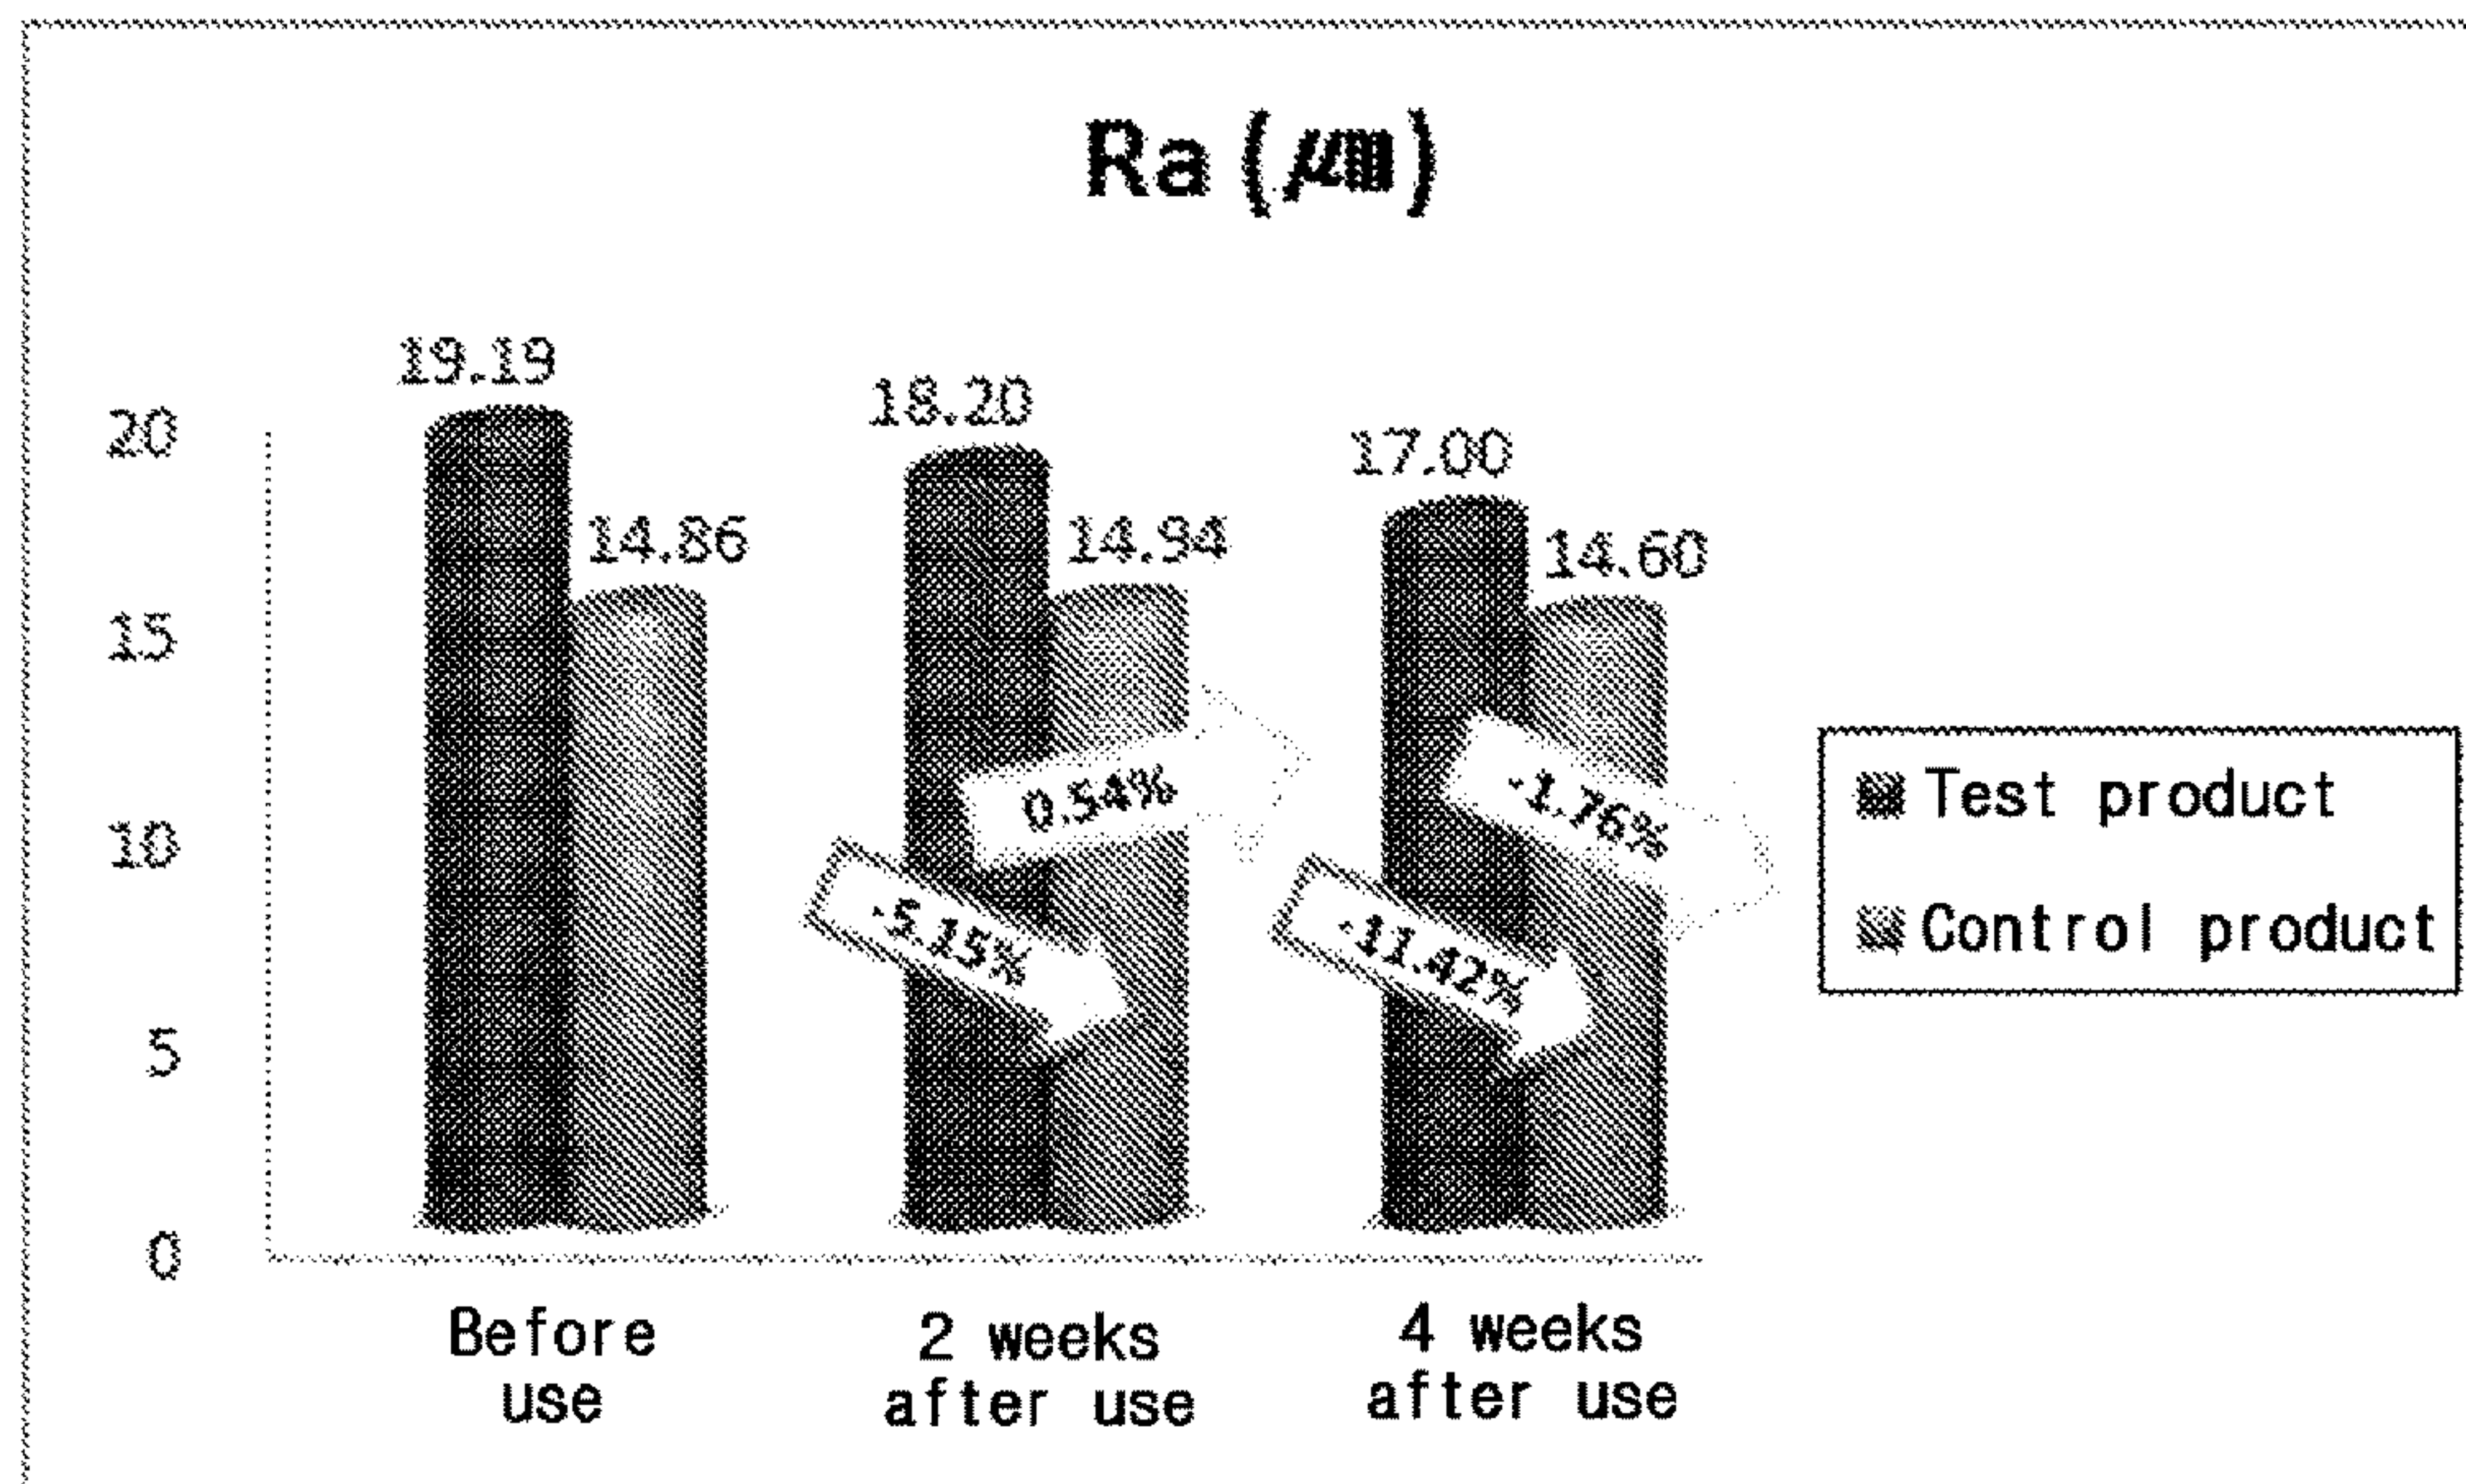 Ra(㎛)
19.19
18.20
17.00
14.86
14.94
14.60
20
15
10
5
0
0.54%
-1.76%
-5.15%
-11.42%
Test product
Control product
Before
use
2 weeks
after use
4 weeks
after use